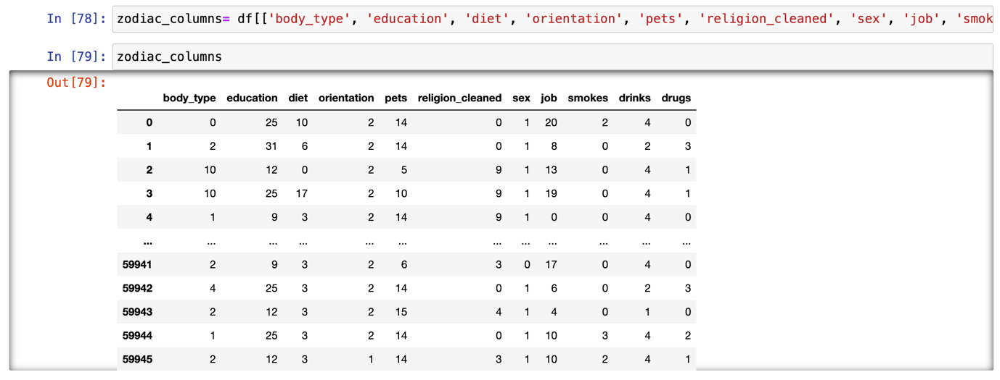 In [78]: zodiac_columns= df[['body_type', 'education', 'diet', 'orientation', 'pets', 'religion_cleaned', 'sex', 'job', 'smok
In [79]: zodiac_columns
Out[79]:
body_type education diet orientation pets religion_cleaned sex job smokes drinks drugs
0 0 25 10 2 14 0 1 20 2 4 0
1 2 31 6 2 14 0 1 8 0 2 3
2 10 12 0 2 5 9 1 13 0 4 1
3 10 25 17 2 10 9 1 19 0 4 1
4 1 9 3 2 14 9 1 0 0 4 0
... ... ... ... ... ... ... ... ... ... ... ...
59941 2 9 3 2 6 3 0 17 0 4 0
59942 4 25 3 2 14 0 1 6 0 2 3
59943 2 12 3 2 15 4 1 4 0 1 0
59944 1 25 3 2 14 0 1 10 3 4 2
59945 2 12 3 1 14 3 1 10 2 4 1